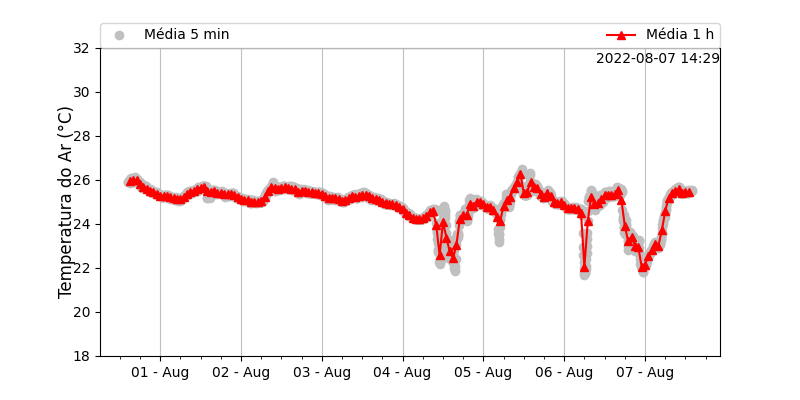 Média 5 min
Média 1 h
2022-08-07 14:29
Temperatura do Ar (°C)
32
30
28
26
24
22
20
18
01 - Aug
02 - Aug
03 - Aug
04 - Aug
05 - Aug
06 - Aug
07 - Aug